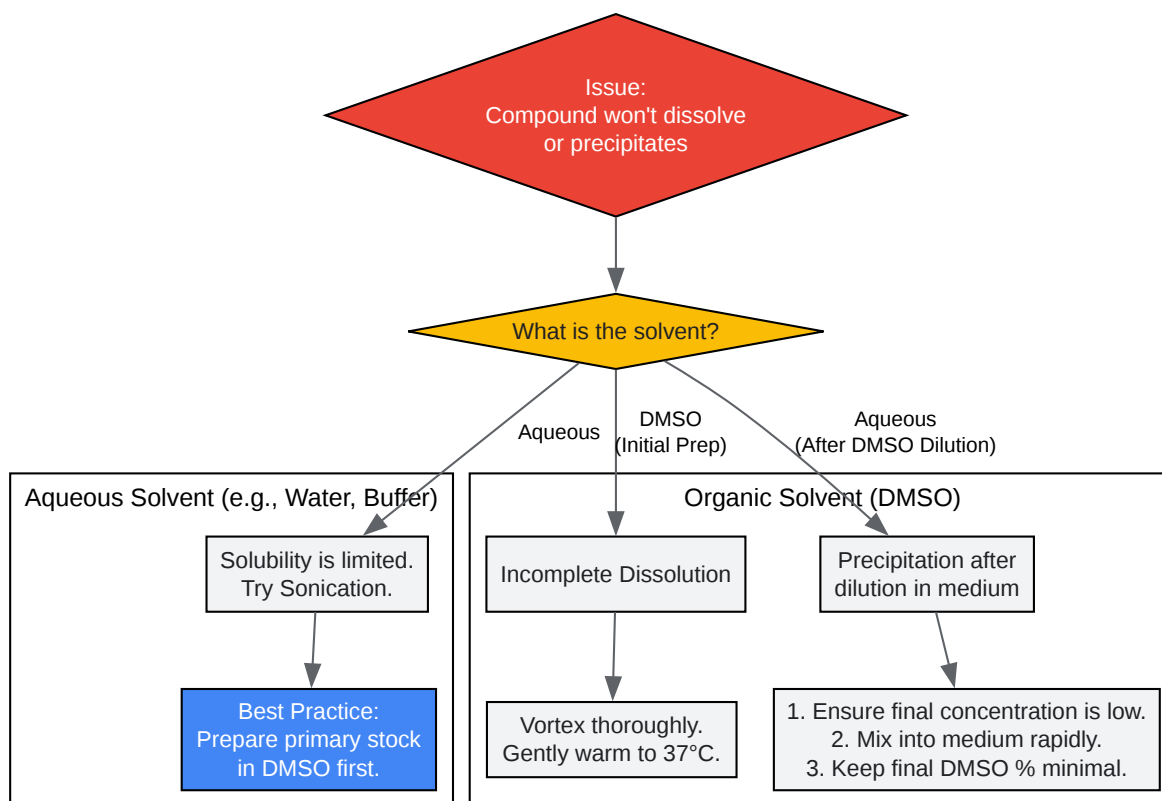 Issue:
Compound won't dissolve
or precipitates
What is the solvent?
Aqueous
DMSO
(Initial Prep)
Aqueous
(After DMSO Dilution)
Aqueous Solvent (e.g., Water, Buffer)
Organic Solvent (DMSO)
Solubility is limited.
Try Sonication.
Incomplete Dissolution
Precipitation after
dilution in medium
Best Practice:
Prepare primary stock
in DMSO first.
Vortex thoroughly.
Gently warm to 37°C.
1. Ensure final concentration is low.
2. Mix into medium rapidly.
3. Keep final DMSO % minimal.